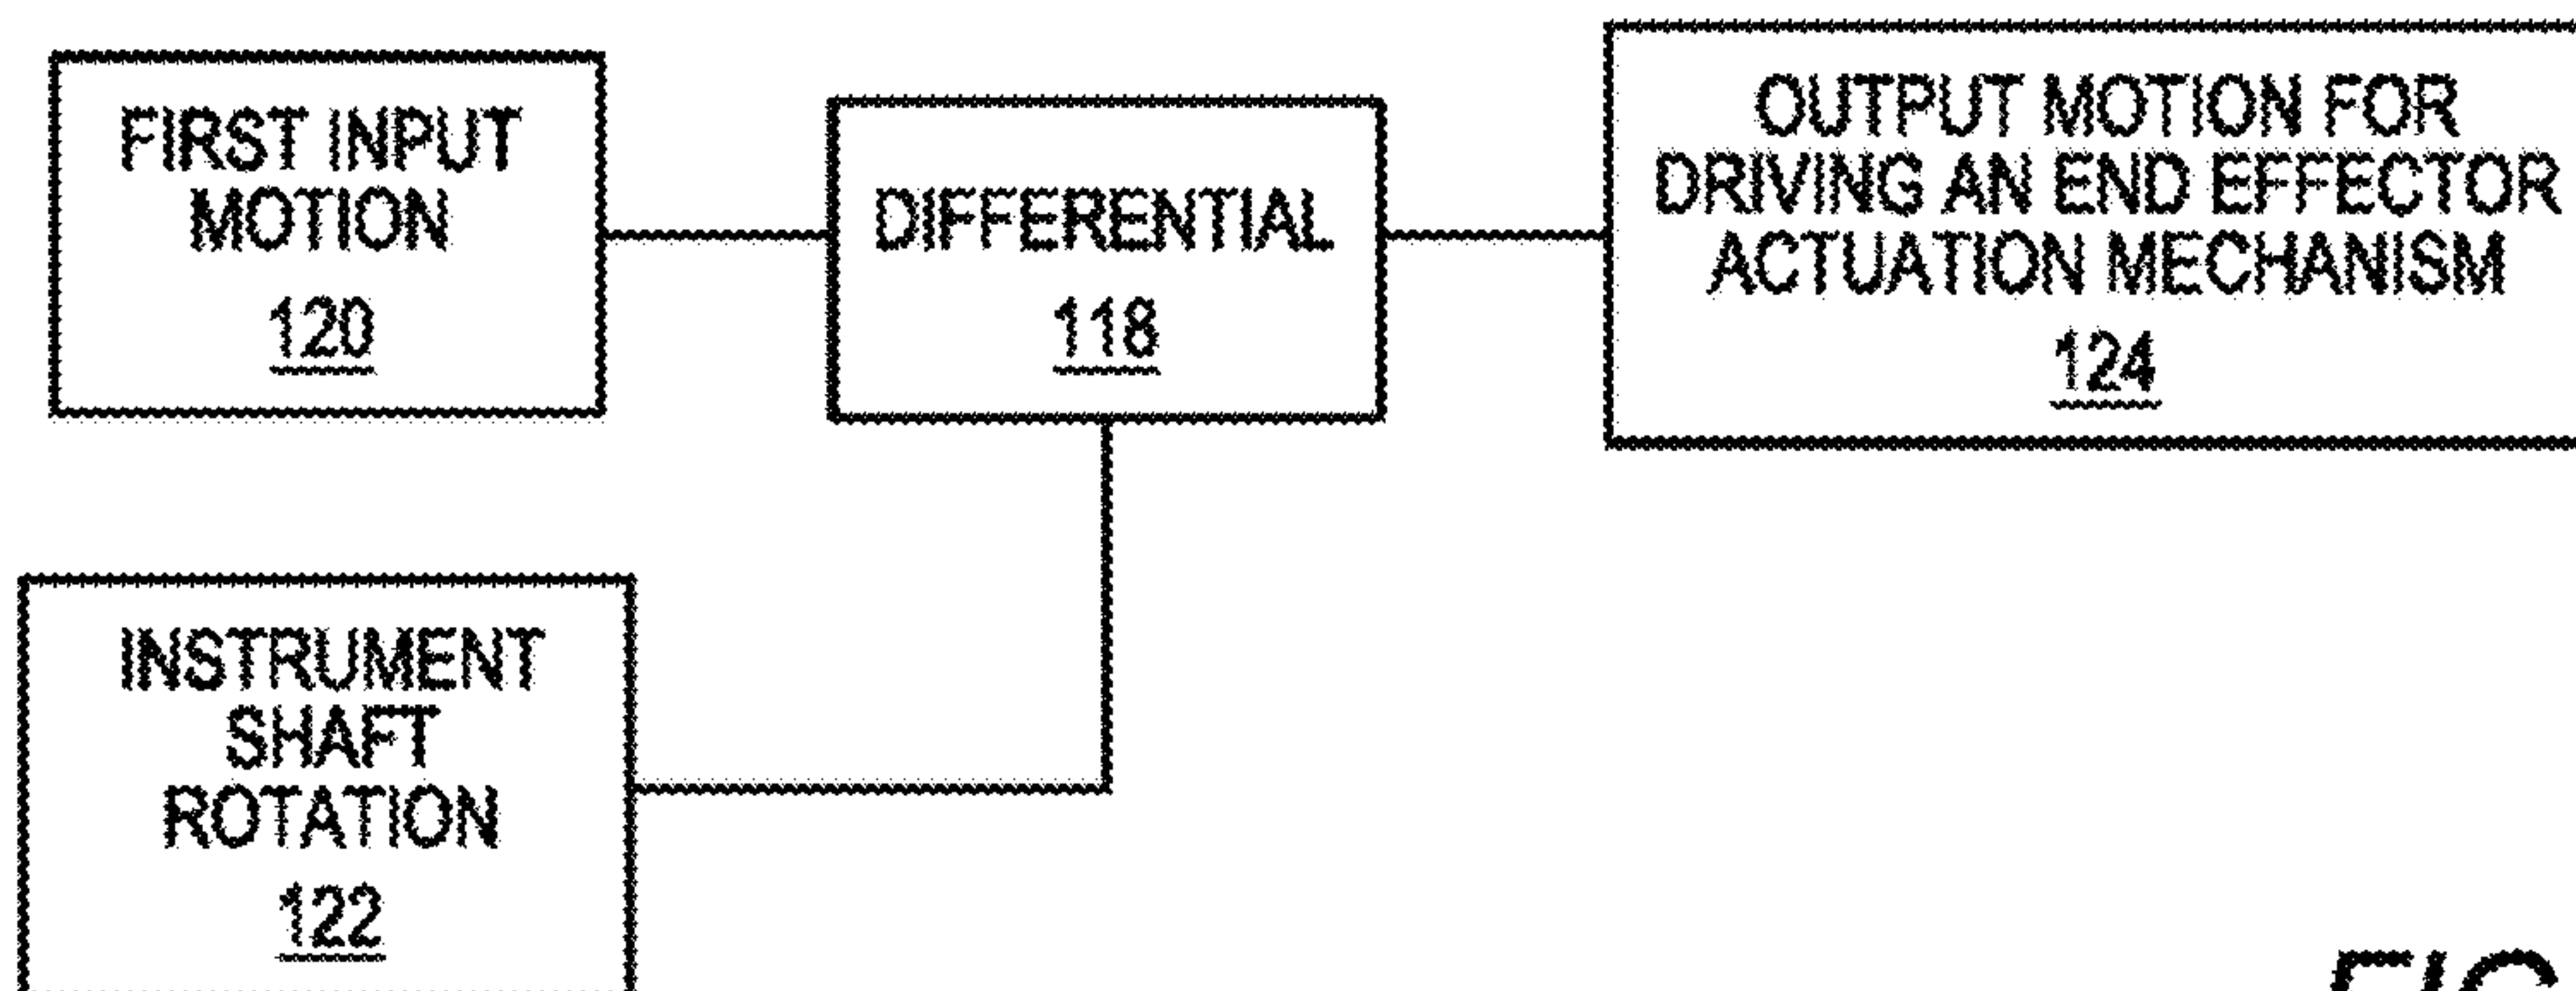 FIRST INPUT
MOTION
120
DIFFERENTIAL
118
OUTPUT MOTION FOR
DRIVING AN END EFFECTOR
ACTUATION MECHANISM
124
INSTRUMENT
SHAFT
ROTATION
122